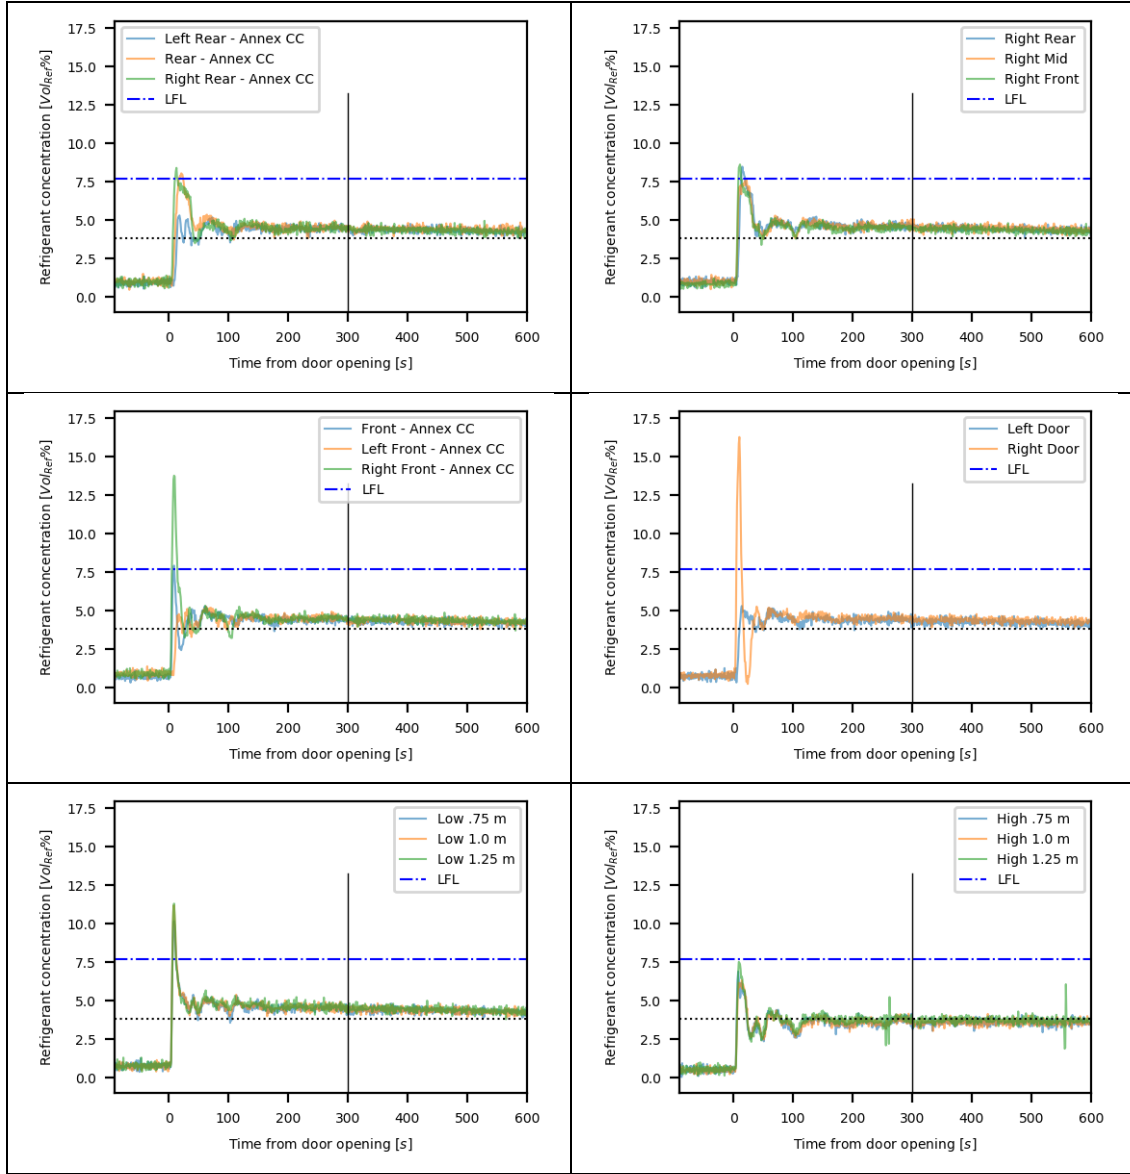 Refrigerant concentration [Vol_Ref%]
17.5
15.0
12.5
10.0
7.5
5.0
2.5
0.0
Left Rear - Annex CC
Rear - Annex CC
Right Rear - Annex CC
LFL
0 100 200 300 400 500 600
Time from door opening [s]
Refrigerant concentration [Vol_Ref%]
17.5
15.0
12.5
10.0
7.5
5.0
2.5
0.0
Right Rear
Right Mid
Right Front
LFL
0 100 200 300 400 500 600
Time from door opening [s]
Refrigerant concentration [Vol_Ref%]
17.5
15.0
12.5
10.0
7.5
5.0
2.5
0.0
Front - Annex CC
Left Front - Annex CC
Right Front - Annex CC
LFL
0 100 200 300 400 500 600
Time from door opening [s]
Refrigerant concentration [Vol_Ref%]
17.5
15.0
12.5
10.0
7.5
5.0
2.5
0.0
Left Door
Right Door
LFL
0 100 200 300 400 500 600
Time from door opening [s]
Refrigerant concentration [Vol_Ref%]
17.5
15.0
12.5
10.0
7.5
5.0
2.5
0.0
Low .75 m
Low 1.0 m
Low 1.25 m
LFL
0 100 200 300 400 500 600
Time from door opening [s]
Refrigerant concentration [Vol_Ref%]
17.5
15.0
12.5
10.0
7.5
5.0
2.5
0.0
High .75 m
High 1.0 m
High 1.25 m
LFL
0 100 200 300 400 500 600
Time from door opening [s]